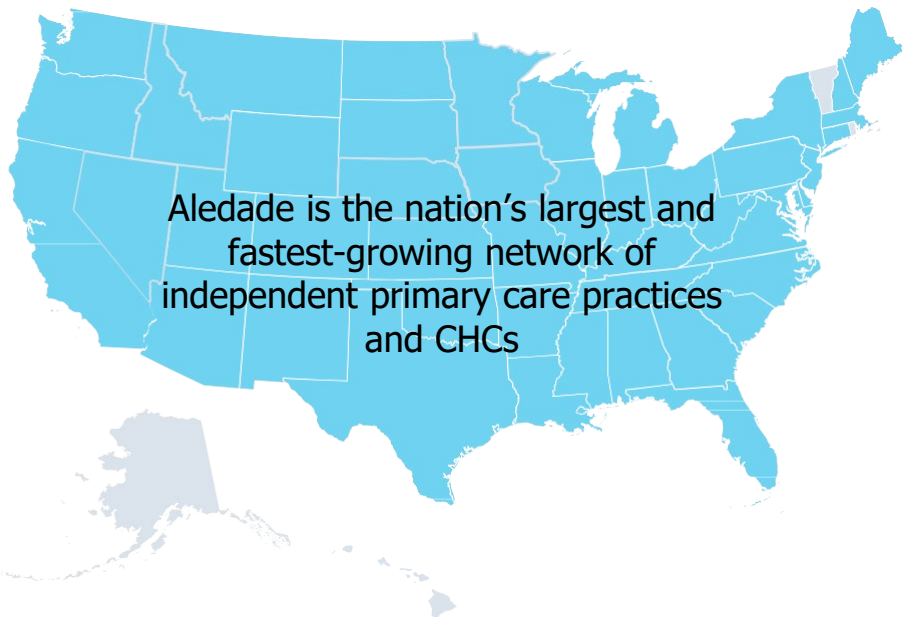 Aledade is the nation’s largest and
fastest-growing network of
independent primary care practices
and CHCs